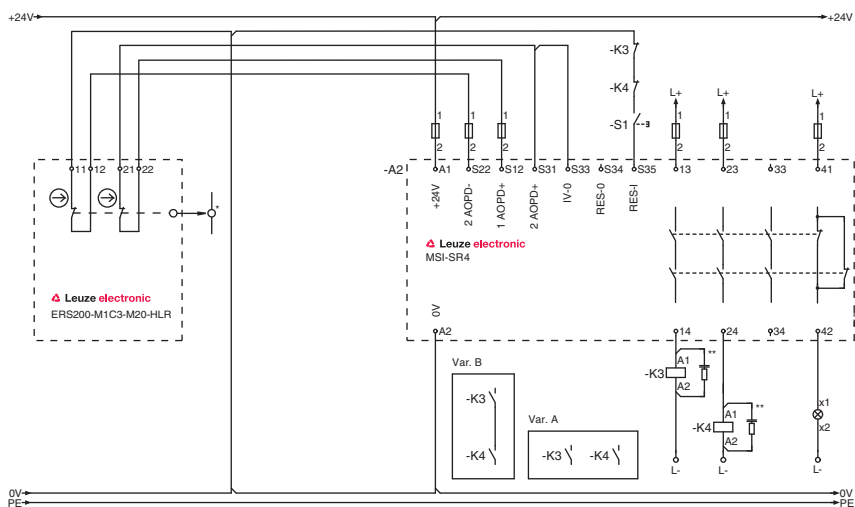 +24V +24V
-K3
-K4 L+ L+ L+
-S1 1 1 1 1 1 1
2 2 2 2 2 2
11 12 21 22 -A2 A1 S22 S12 S31 S33 S34 S35 13 23 33 41
+24V 2 AOPD- 1 AOPD+ 2 AOPD+ IV-0 RES-0 RES-I
*
Leuze electronic
MSI-SR4
Leuze electronic
ERS200-M1C3-M20-HLR
0V
A2 14 24 34 42
Var. B
-K3
-K4
Var. A
-K3 -K4
-K3 A1 A2 **
-K4 A1 A2 **
x1
x2
L- L- L-
0V 0V
PE PE